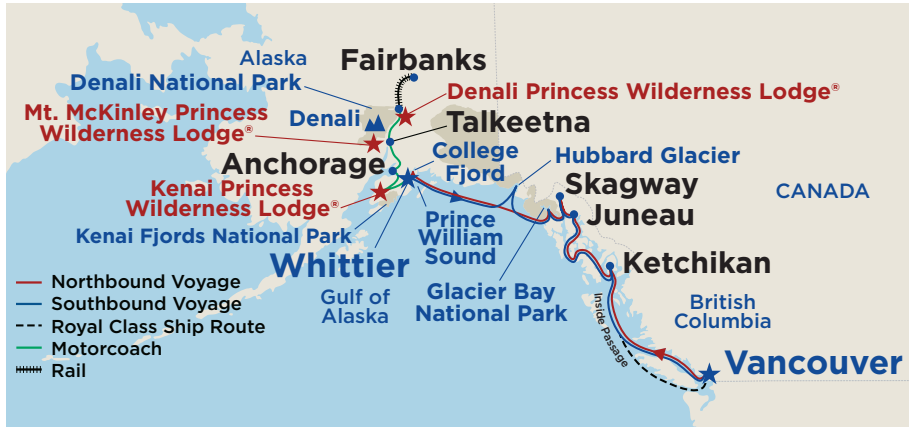 Fairbanks
Alaska
Denali National Park
Denali Princess Wilderness Lodge®
Mt. McKinley Princess
Wilderness Lodge®
Denali
Talkeetna
College
Fjord
Anchorage
Hubbard Glacier
Kenai Princess
Wilderness Lodge®
Skagway
CANADA
Juneau
Prince
William
Sound
Kenai Fjords National Park
Whittier
Ketchikan
Glacier Bay
National Park
Gulf of
Alaska
British
Columbia
Inside Passage
Vancouver
Northbound Voyage
Southbound Voyage
Royal Class Ship Route
Motorcoach
Rail